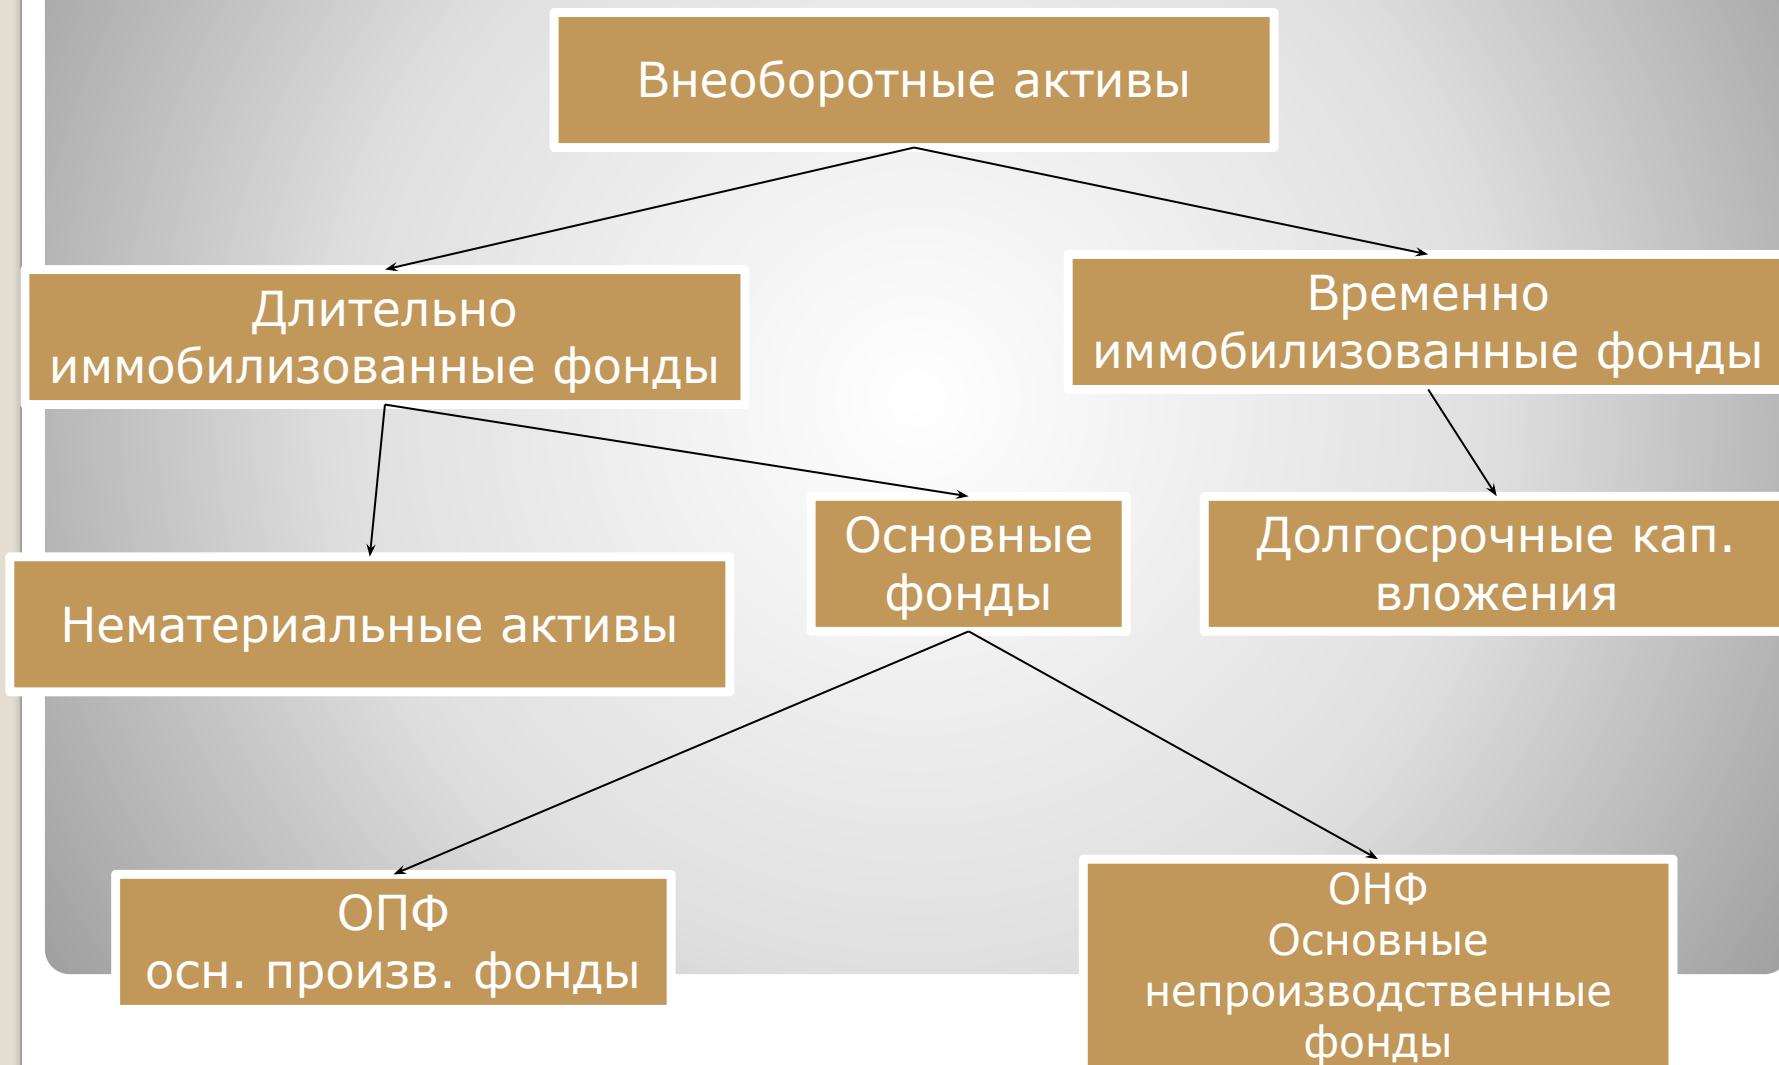 Внеоборотные активы
Длительно
иммобилизованные фонды
Временно
иммобилизованные фонды
Нематериальные активы
Основные
фонды
Долгосрочные кап.
вложения
ОПФ
осн. произв. фонды
ОНФ
Основные
непроизводственные
фонды